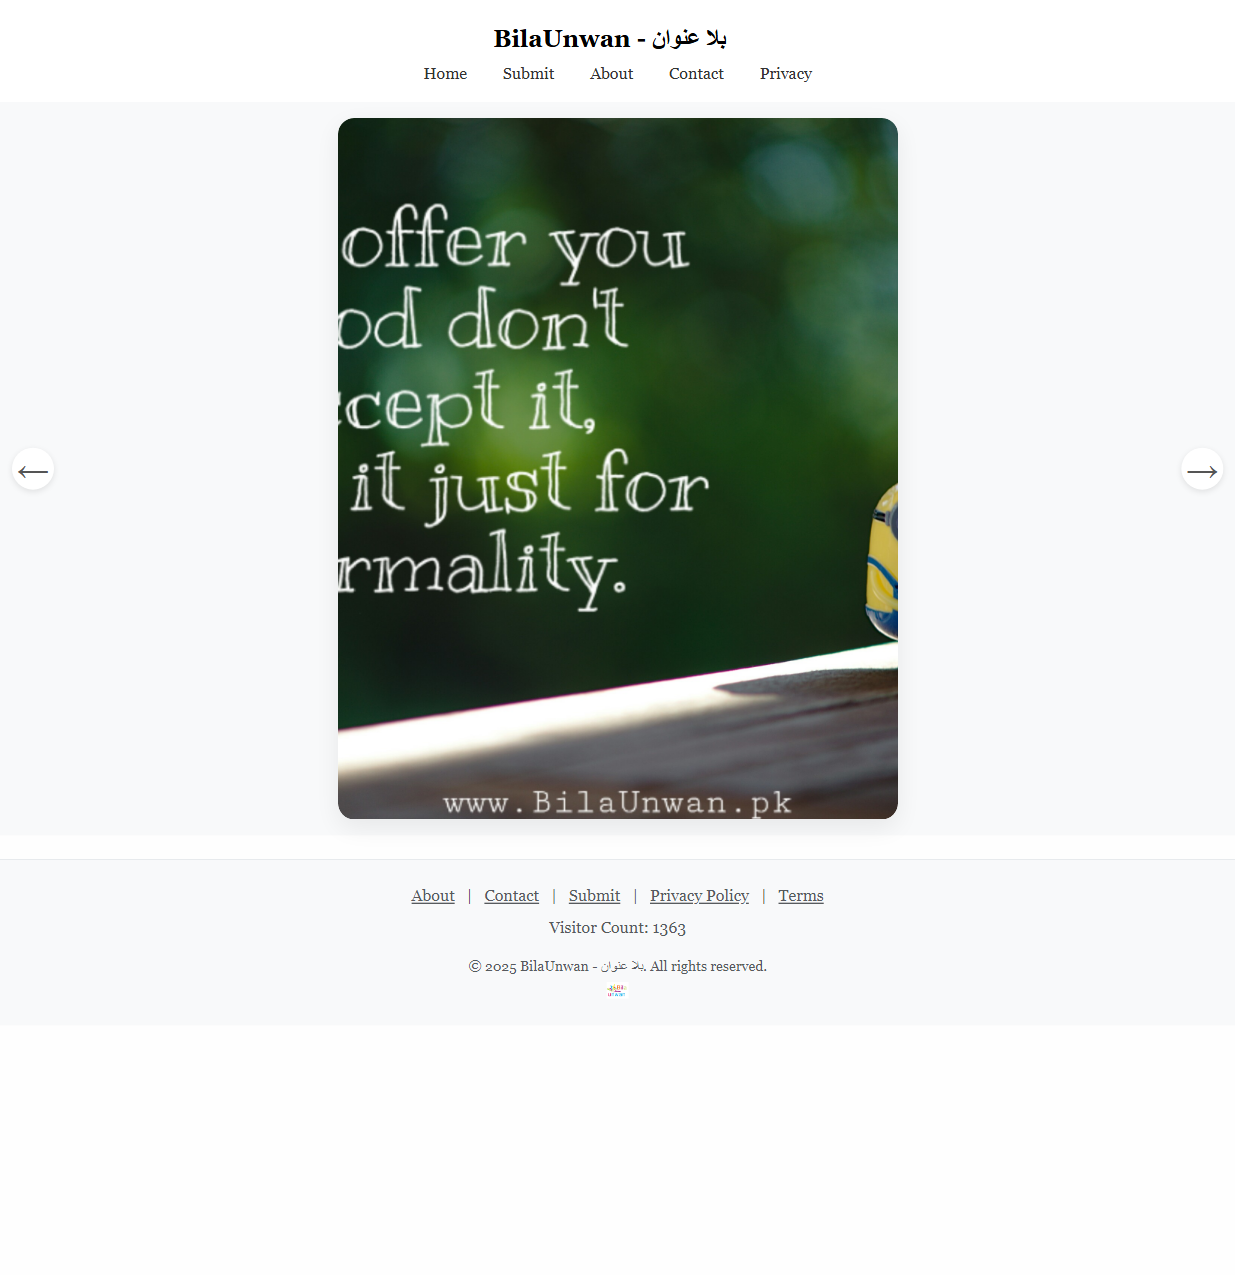 BilaUnwan - بلا عنوان
Home Submit About Contact Privacy
offer you
od don't
cept it,
it just for
rmality.
←
→
www.BilaUnwan.pk
About | Contact | Submit | Privacy Policy | Terms
Visitor Count: 1363
© 2025 BilaUnwan - بلا عنوان. All rights reserved.